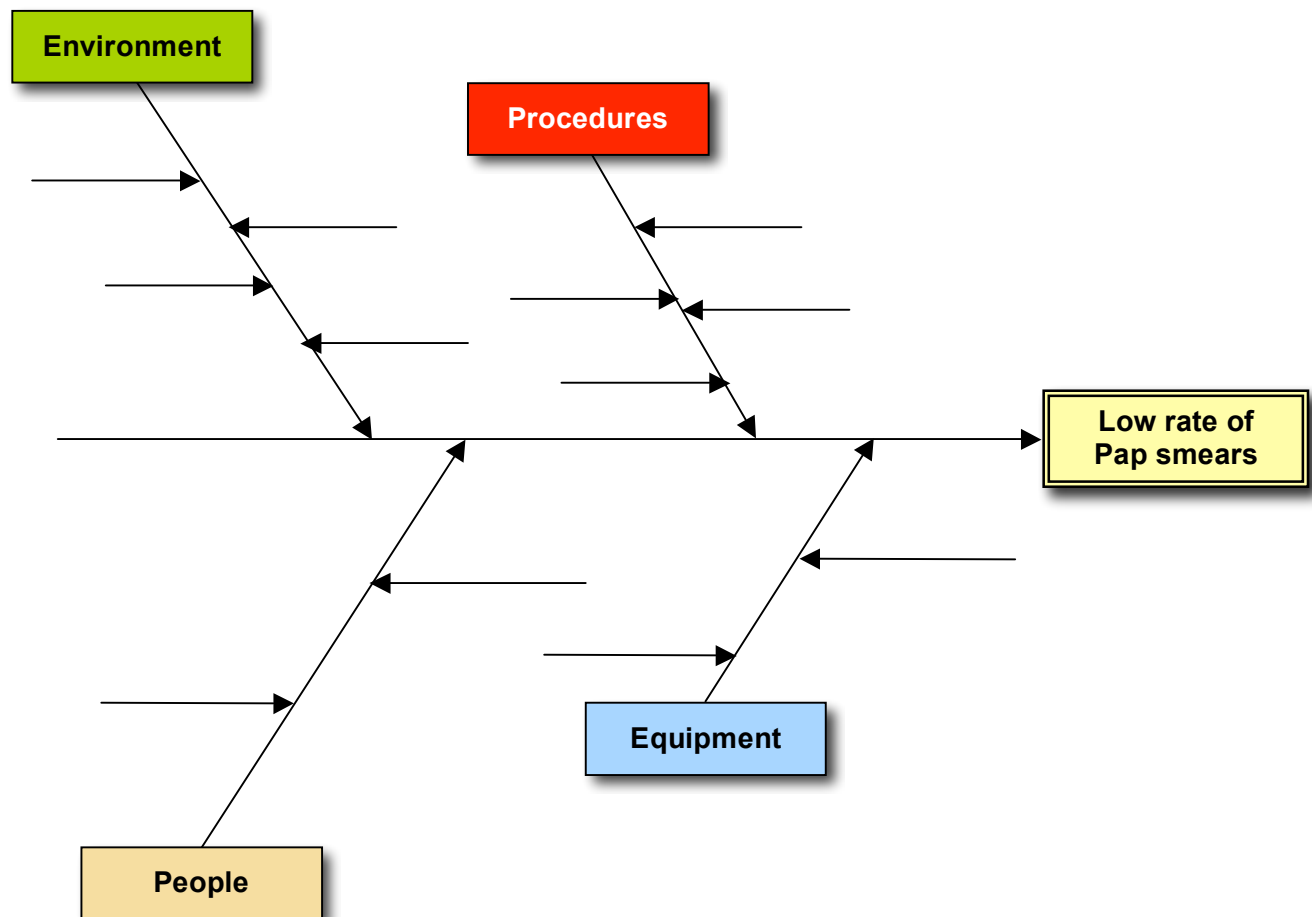 Environment
Procedures
Low rate of
Pap smears
Equipment
People